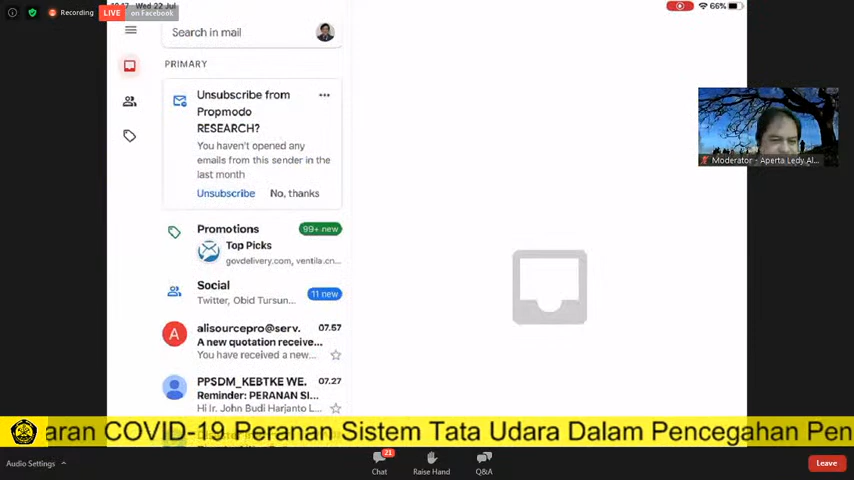 Recording
LIVE on Facebook
Wed 22 Jul
66%
Search in mail
PRIMARY
Unsubscribe from
Propmodo
RESEARCH?
You haven't opened any
emails from this sender in the
last month
Unsubscribe No, thanks
Promotions 99+ new
Top Picks
govdelivery.com, ventila.cn...
Social
Twitter, Obid Tursun... 11 new
A
alisourcepro@serv. 07.57
A new quotation receive...
You have received a new...
PPSDM_KEBTKE WE. 07.27
Reminder: PERANAN SI...
Hi Ir. John Budi Harjanto L...
Moderator - Aperta Ledy Al...
aran COVID-19 Peranan Sistem Tata Udara Dalam Pencegahan Pen
Audio Settings
Chat 21
Raise Hand
Q&A
Leave